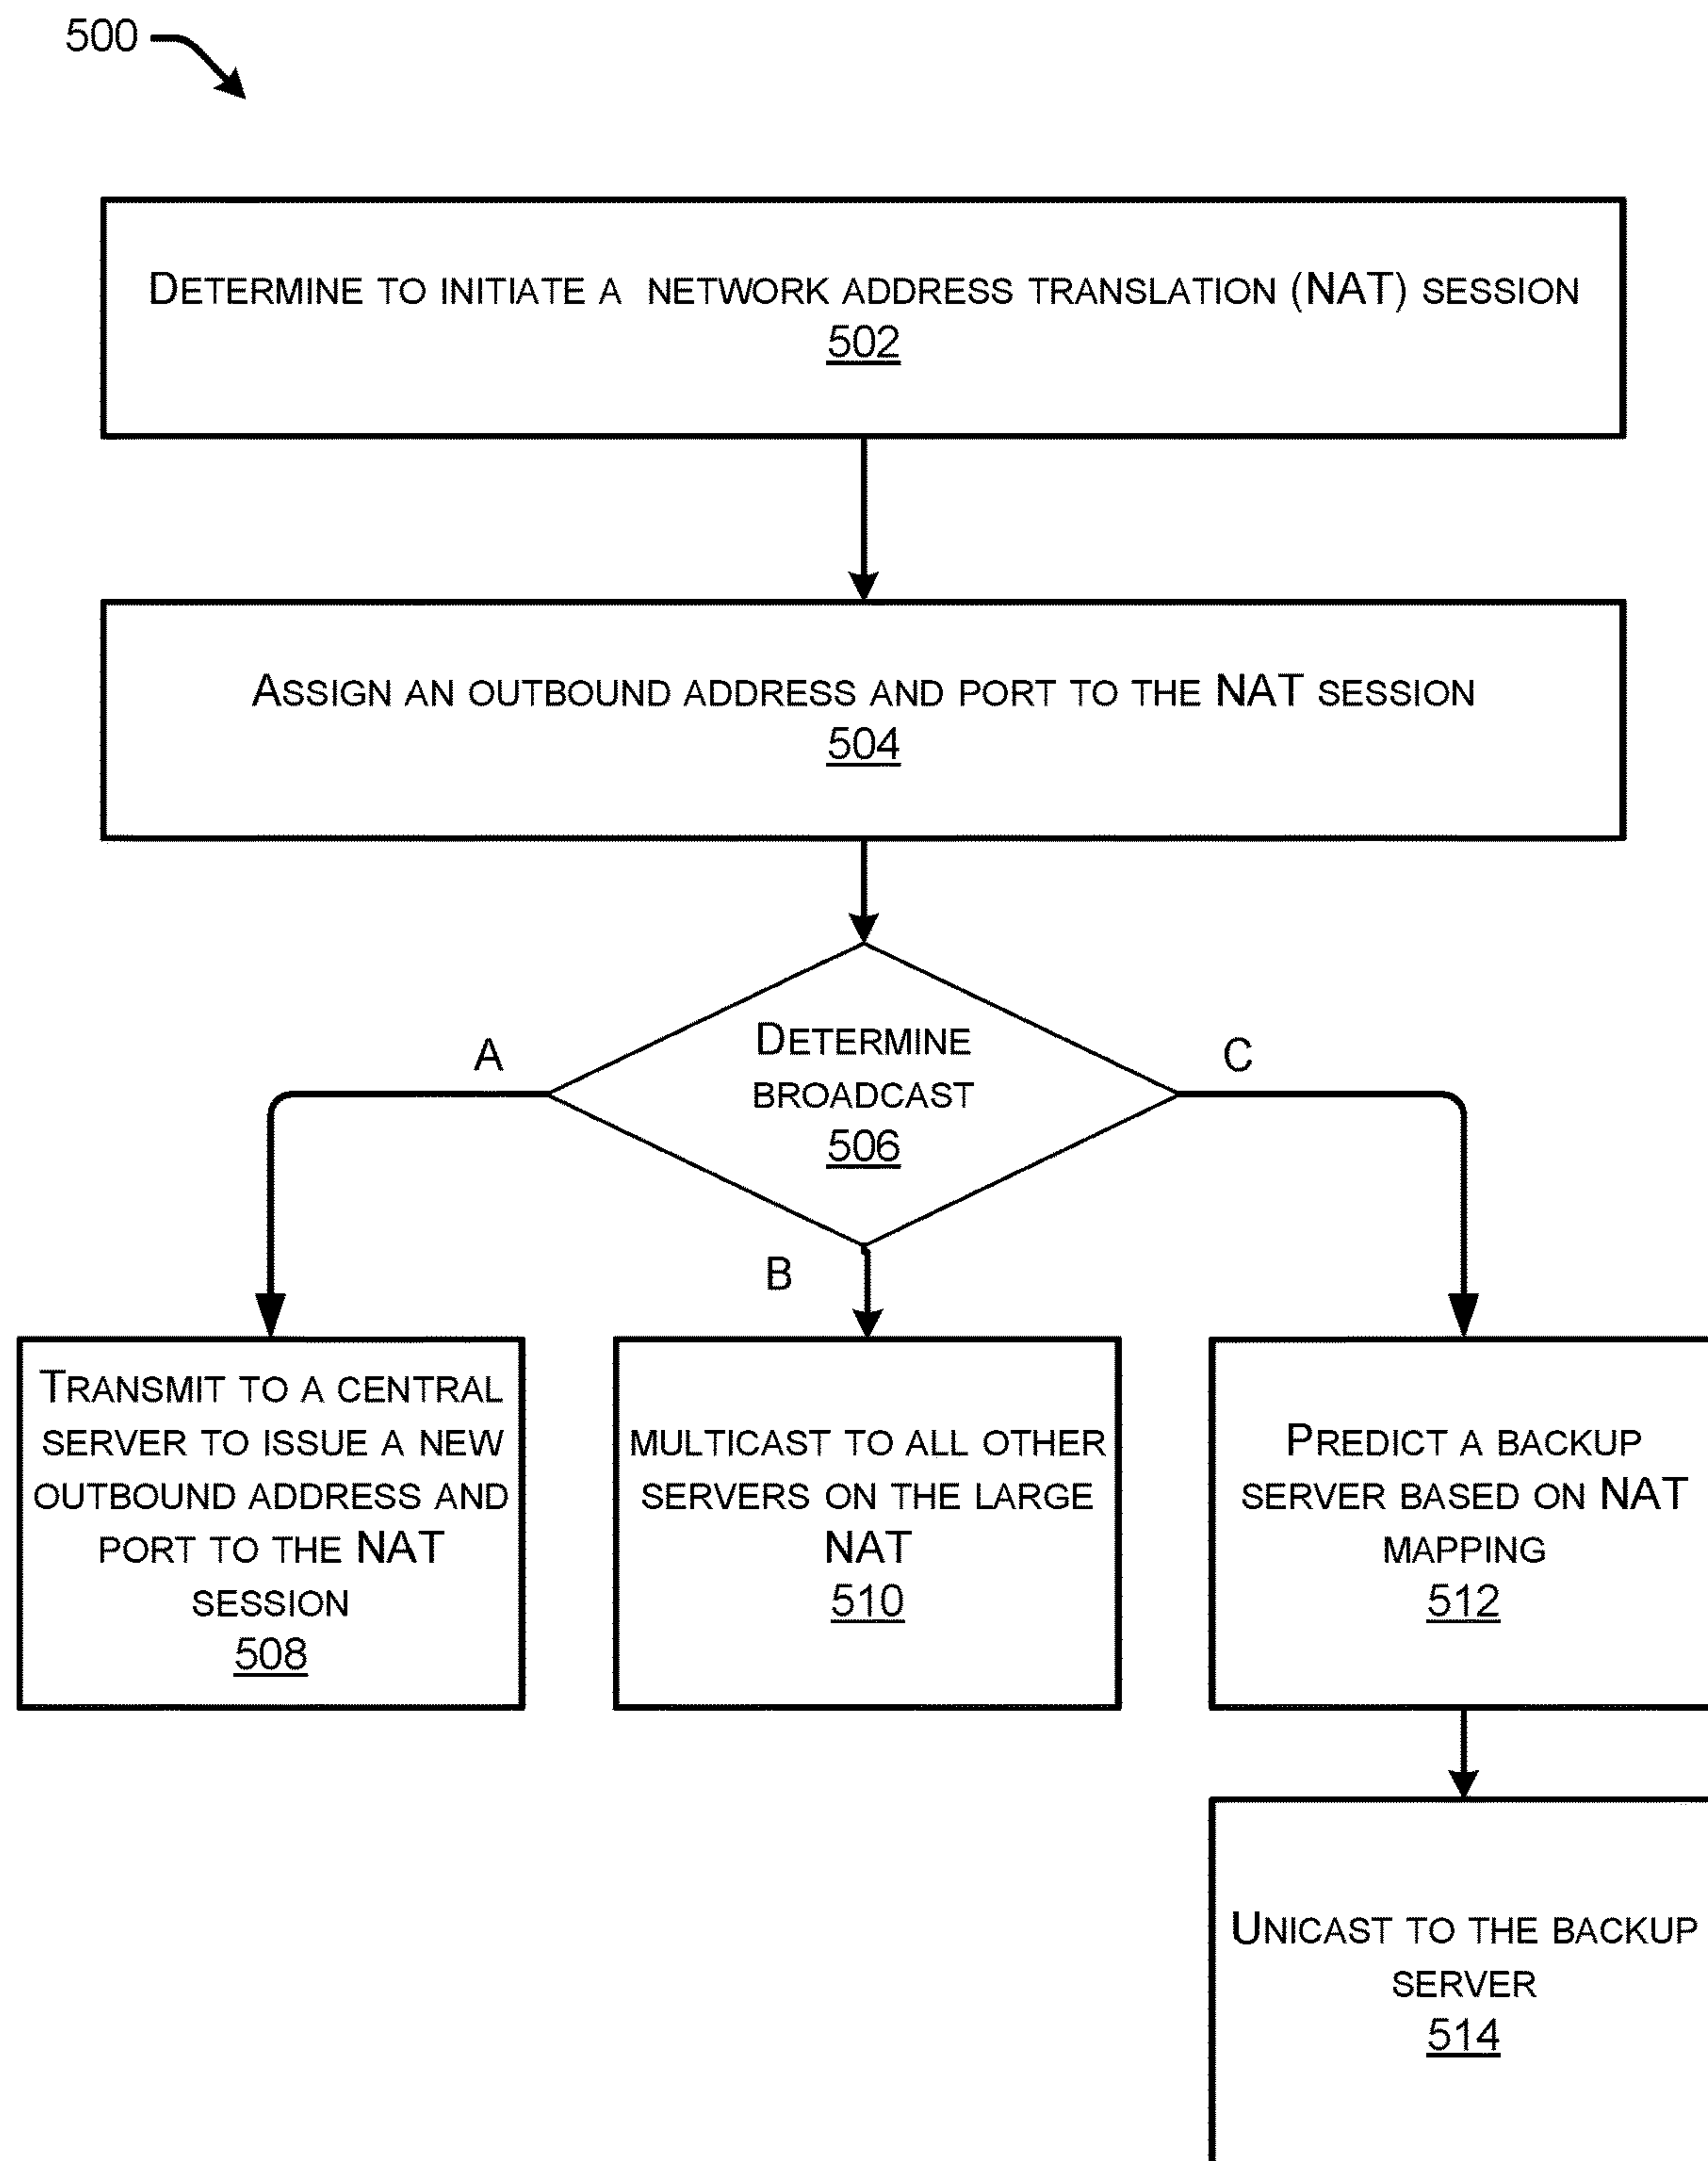 500
DETERMINE TO INITIATE A NETWORK ADDRESS TRANSLATION (NAT) SESSION
502
ASSIGN AN OUTBOUND ADDRESS AND PORT TO THE NAT SESSION
504
DETERMINE
BROADCAST
506
A
C
B
TRANSMIT TO A CENTRAL
SERVER TO ISSUE A NEW
OUTBOUND ADDRESS AND
PORT TO THE NAT
SESSION
508
MULTICAST TO ALL OTHER
SERVERS ON THE LARGE
NAT
510
PREDICT A BACKUP
SERVER BASED ON NAT
MAPPING
512
UNICAST TO THE BACKUP
SERVER
514